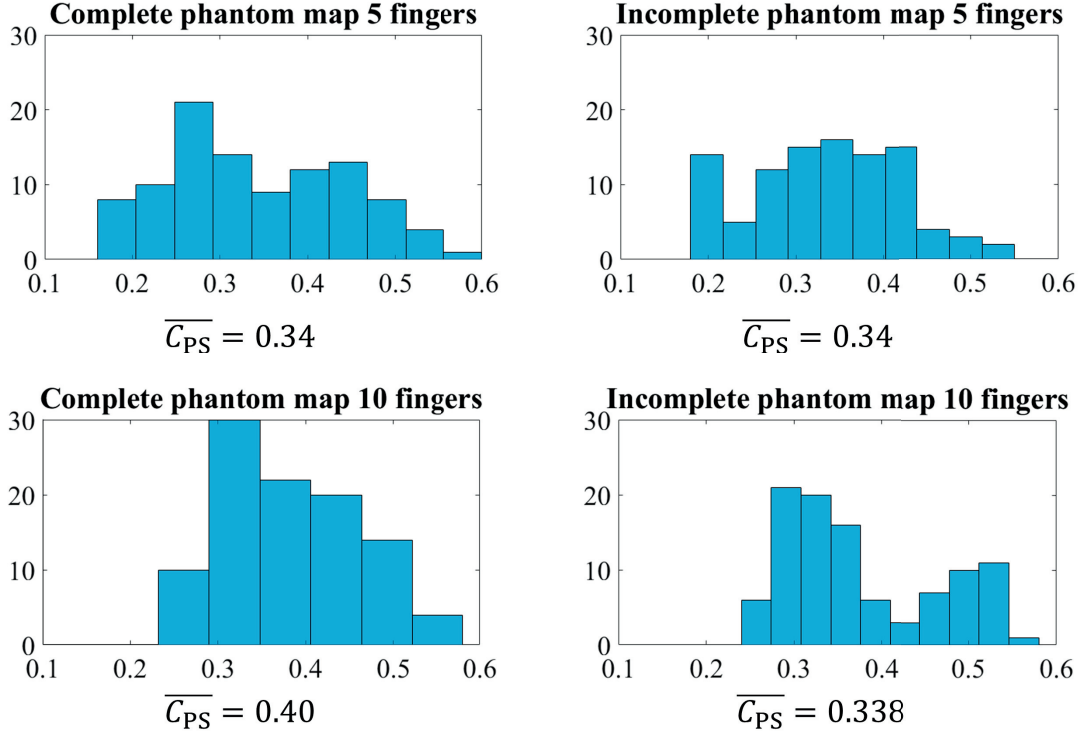 Complete phantom map 5 fingers
30
20
10
0
0.1 0.2 0.3 0.4 0.5 0.6
C̅_PS = 0.34
Incomplete phantom map 5 fingers
30
20
10
0
0.1 0.2 0.3 0.4 0.5 0.6
C̅_PS = 0.34
Complete phantom map 10 fingers
30
20
10
0
0.1 0.2 0.3 0.4 0.5 0.6
C̅_PS = 0.40
Incomplete phantom map 10 fingers
30
20
10
0
0.1 0.2 0.3 0.4 0.5 0.6
C̅_PS = 0.338